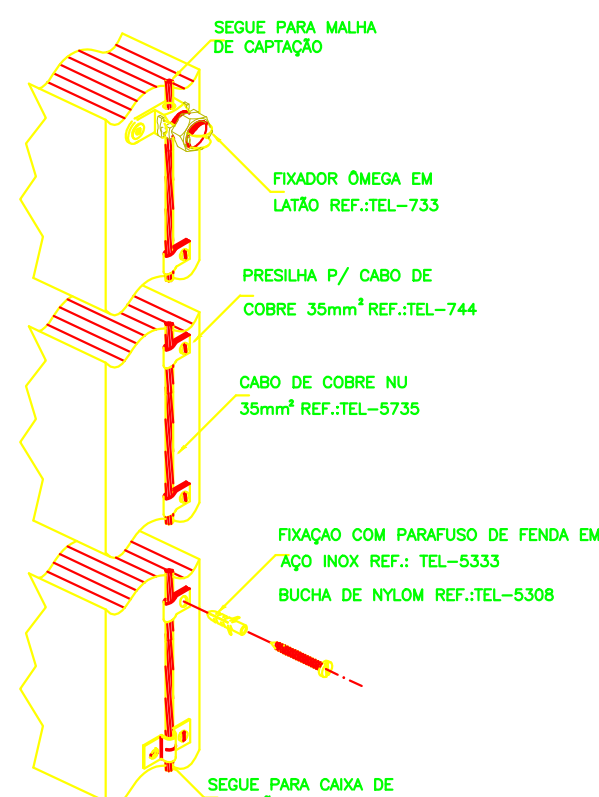 SEGUE PARA MALHA
DE CAPTAÇÃO
FIXADOR ÔMEGA EM
LATÃO REF.:TEL-733
PRESILHA P/ CABO DE
COBRE 35mm² REF.:TEL-744
CABO DE COBRE NU
35mm² REF.:TEL-5735
FIXAÇAO COM PARAFUSO DE FENDA EM
AÇO INOX REF.: TEL-5333
BUCHA DE NYLOM REF.:TEL-5308
SEGUE PARA CAIXA DE